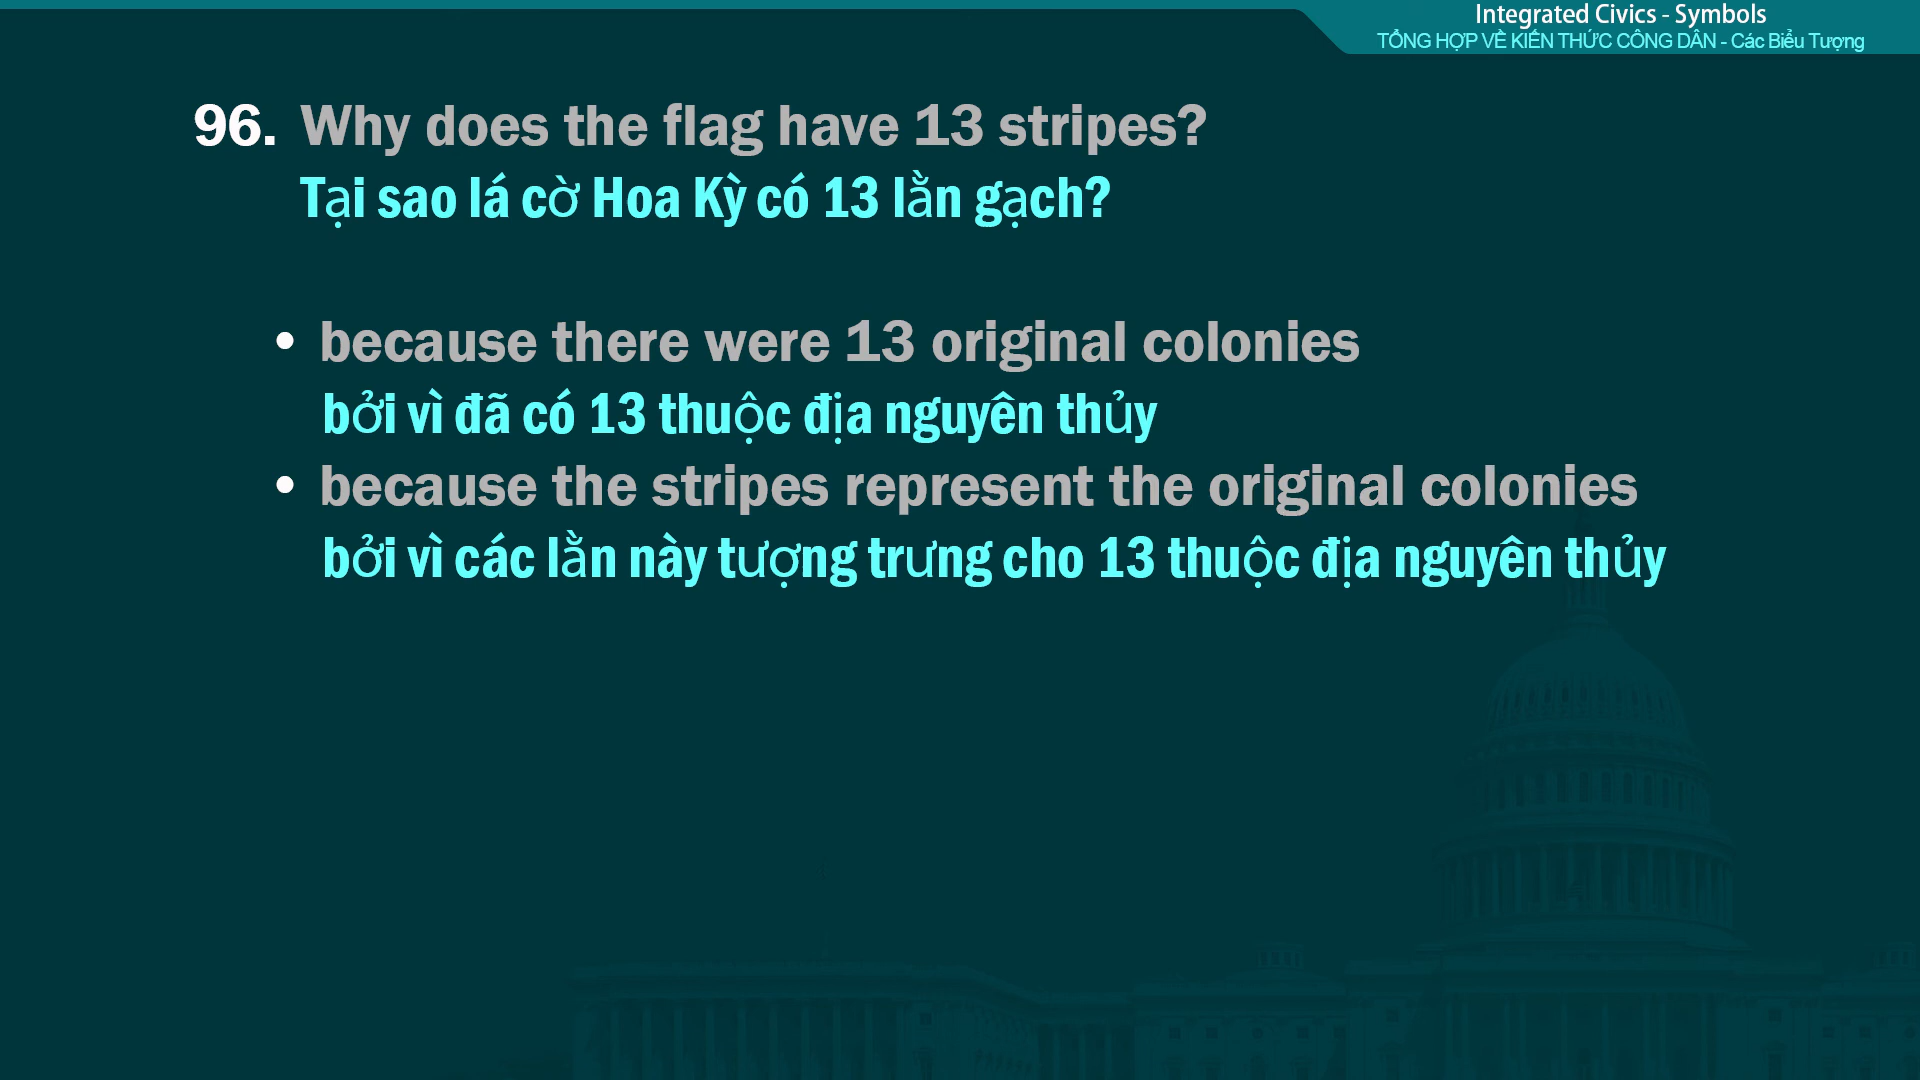 Integrated Civics - Symbols
TỔNG HỢP VỀ KIẾN THỨC CÔNG DÂN - Các Biểu Tượng
96. Why does the flag have 13 stripes?
Tại sao lá cờ Hoa Kỳ có 13 lằn gạch?
• because there were 13 original colonies
bởi vì đã có 13 thuộc địa nguyên thủy
• because the stripes represent the original colonies
bởi vì các lằn này tượng trưng cho 13 thuộc địa nguyên thủy